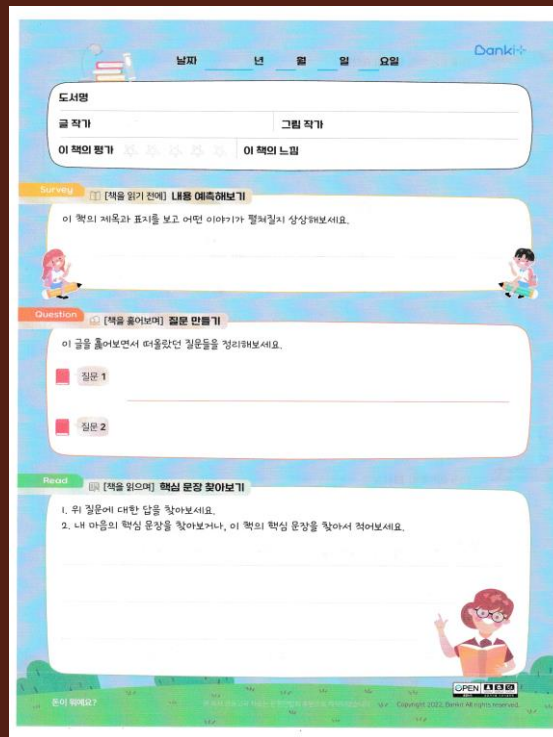 Danki+
날짜 년 월 일 요일
도서명
글 작가 그림 작가
이 책의 평가 이 책의 느낌
Survey
[책을 읽기 전에] 내용 예측해보기
이 책의 제목과 표지를 보고 어떤 이야기가 펼쳐질지 상상해보세요.
Question
[책을 훑어보며] 질문 만들기
이 글을 훑어보면서 떠올랐던 질문들을 정리해보세요.
질문 1
질문 2
Read
[책을 읽으며] 핵심 문장 찾아보기
1. 위 질문에 대한 답을 찾아보세요.
2. 내 마음의 핵심 문장을 찾아보거나, 이 책의 핵심 문장을 찾아서 적어보세요.
OPEN
돈이 뭐예요?
Copyright 2022, Danki+ All rights reserved.